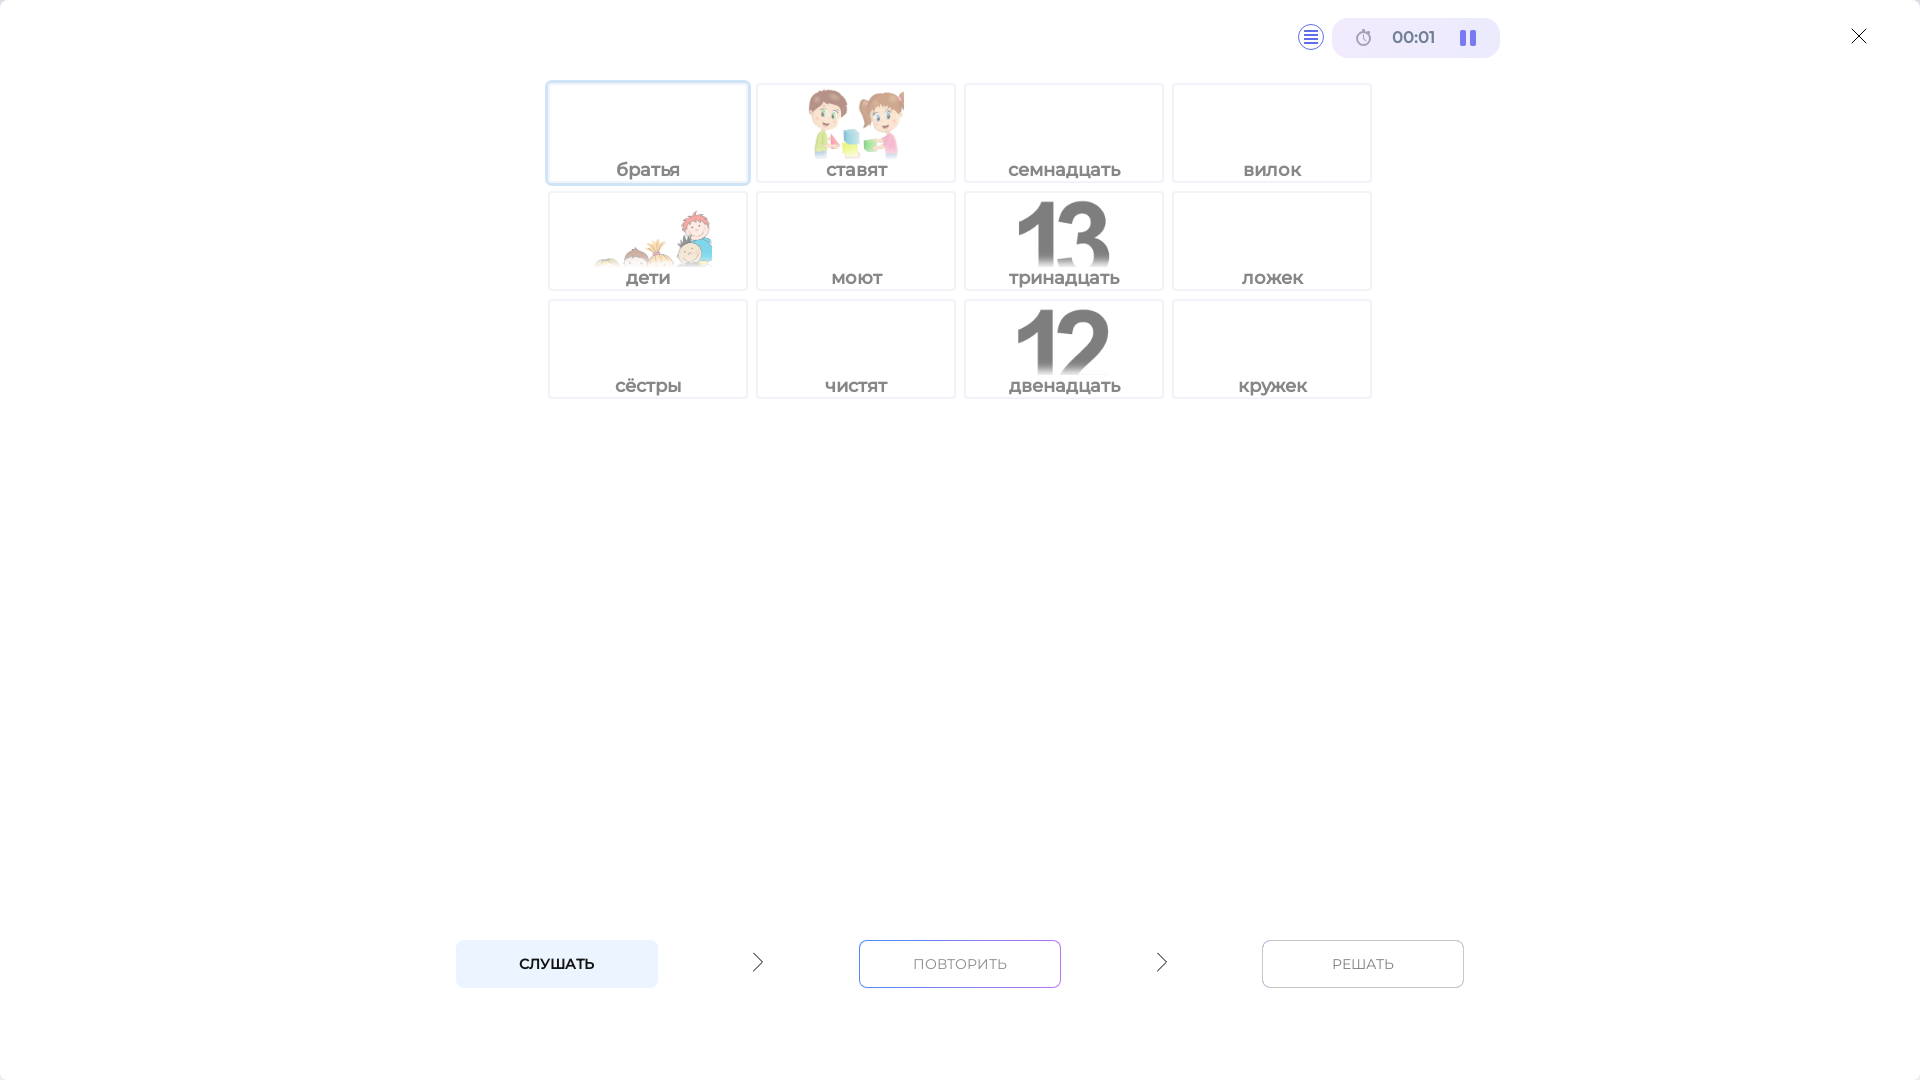 00:01
братья ставят семнадцать вилок
13
дети моют тринадцать ложек
12
сёстры чистят двенадцать кружек
СЛУШАТЬ ПОВТОРИТЬ РЕШАТЬ